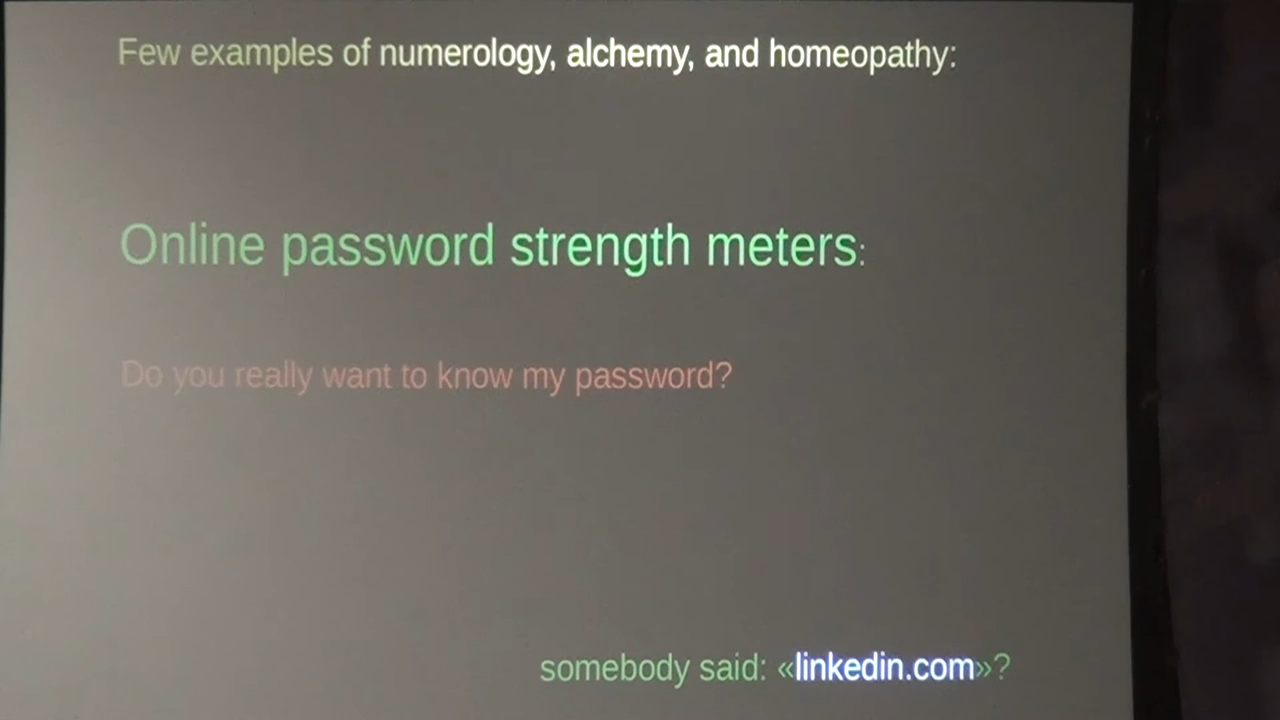 Few examples of numerology, alchemy, and homeopathy:
Online password strength meters:
Do you really want to know my password?
somebody said: «linkedin.com»?